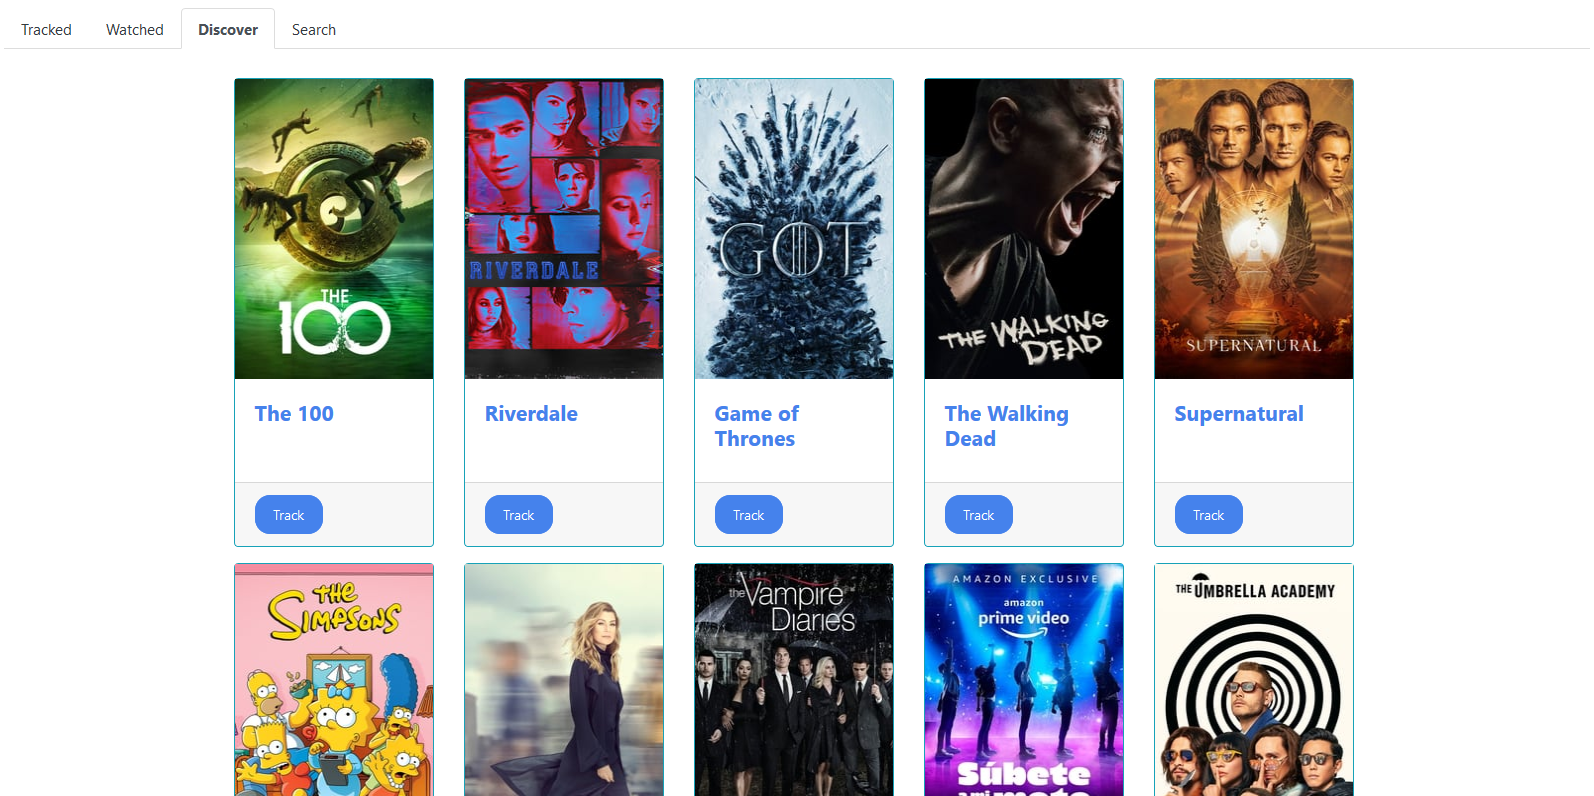 Tracked
Watched
Discover
Search
THE
100
RIVERDALE
GOT
THE WALKING
DEAD
SUPERNATURAL
The 100
Riverdale
Game of
Thrones
The Walking
Dead
Supernatural
Track
Track
Track
Track
Track
the
SIMPSONS
the Vampire
Diaries
AMAZON EXCLUSIVE
amazon
prime video
Súbete
a mi moto
THE UMBRELLA ACADEMY